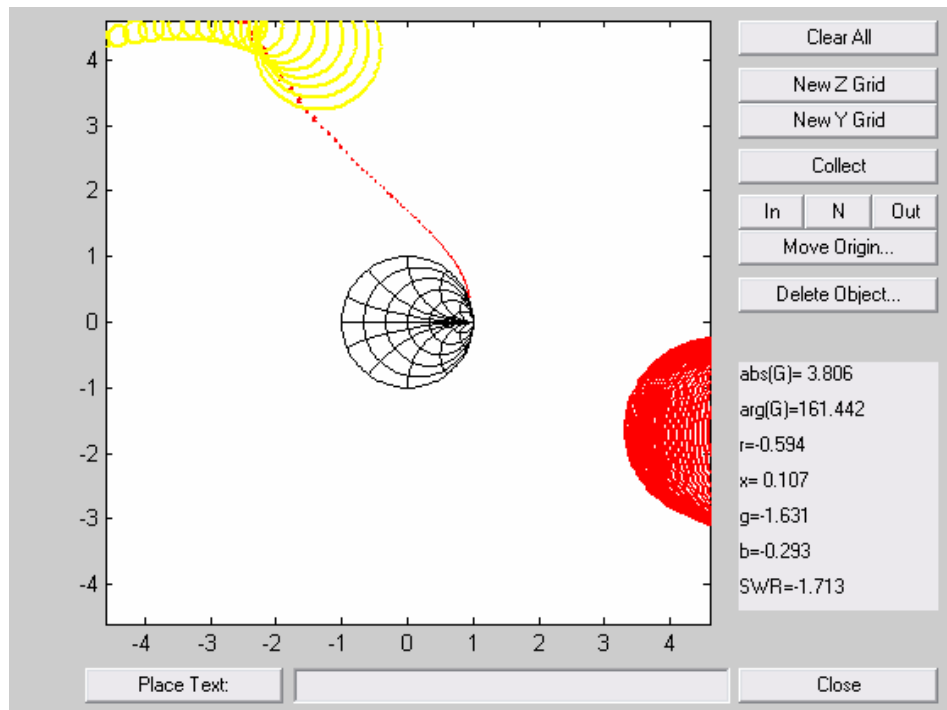 Clear All
New Z Grid
New Y Grid
Collect
In N Out
Move Origin...
Delete Object...
abs(G)= 3.806
arg(G)=161.442
r=-0.594
x= 0.107
g=-1.631
b=-0.293
SWR=-1.713
4
3
2
1
0
-1
-2
-3
-4
-4 -3 -2 -1 0 1 2 3 4
Place Text:
Close